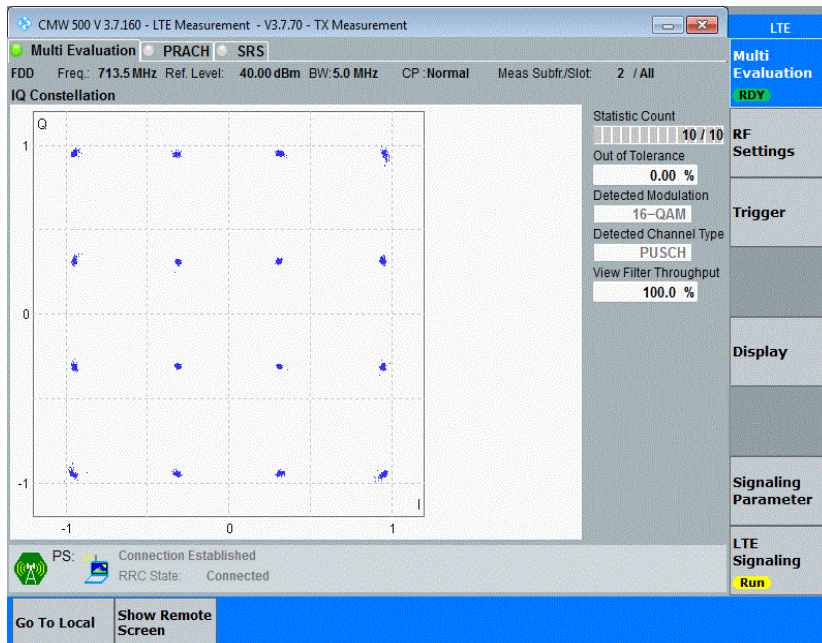 CMW 500 V 3.7.160 - LTE Measurement - V3.7.70 - TX Measurement
LTE
Multi Evaluation PRACH SRS
FDD Freq.: 713.5 MHz Ref. Level: 40.00 dBm BW: 5.0 MHz CP : Normal Meas Subfr./Slot: 2 / All
IQ Constellation
Q
1
0
-1
I
-1 0 1
Statistic Count
10 / 10
Out of Tolerance
0.00 %
Detected Modulation
16-QAM
Detected Channel Type
PUSCH
View Filter Throughput
100.0 %
Multi
Evaluation
RDY
RF
Settings
Trigger
Display
Signaling
Parameter
LTE
Signaling
Run
PS: Connection Established
RRC State: Connected
Go To Local
Show Remote
Screen